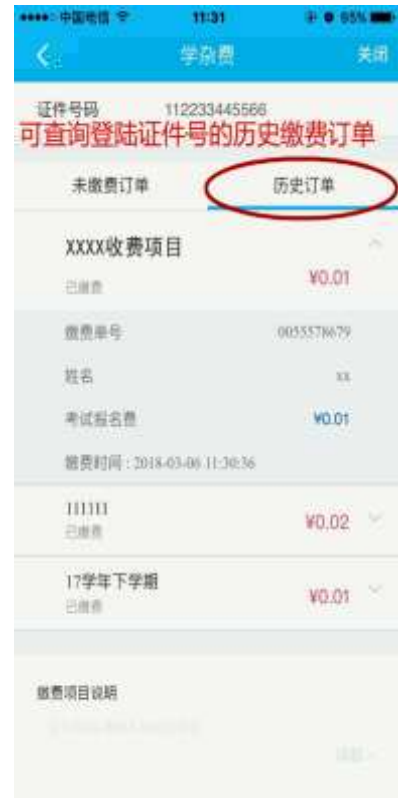 中国电信 11:31 95%
学杂费 关闭
证件号码 112233445566
可查询登陆证件号的历史缴费订单
未缴费订单 历史订单
XXXX收费项目
已缴费 ¥0.01
缴费单号 0055578679
姓名 xx
考试报名费 ¥0.01
缴费时间：2018-03-06 11:30:36
111111
已缴费 ¥0.02
17学年下学期
已缴费 ¥0.01
缴费项目说明